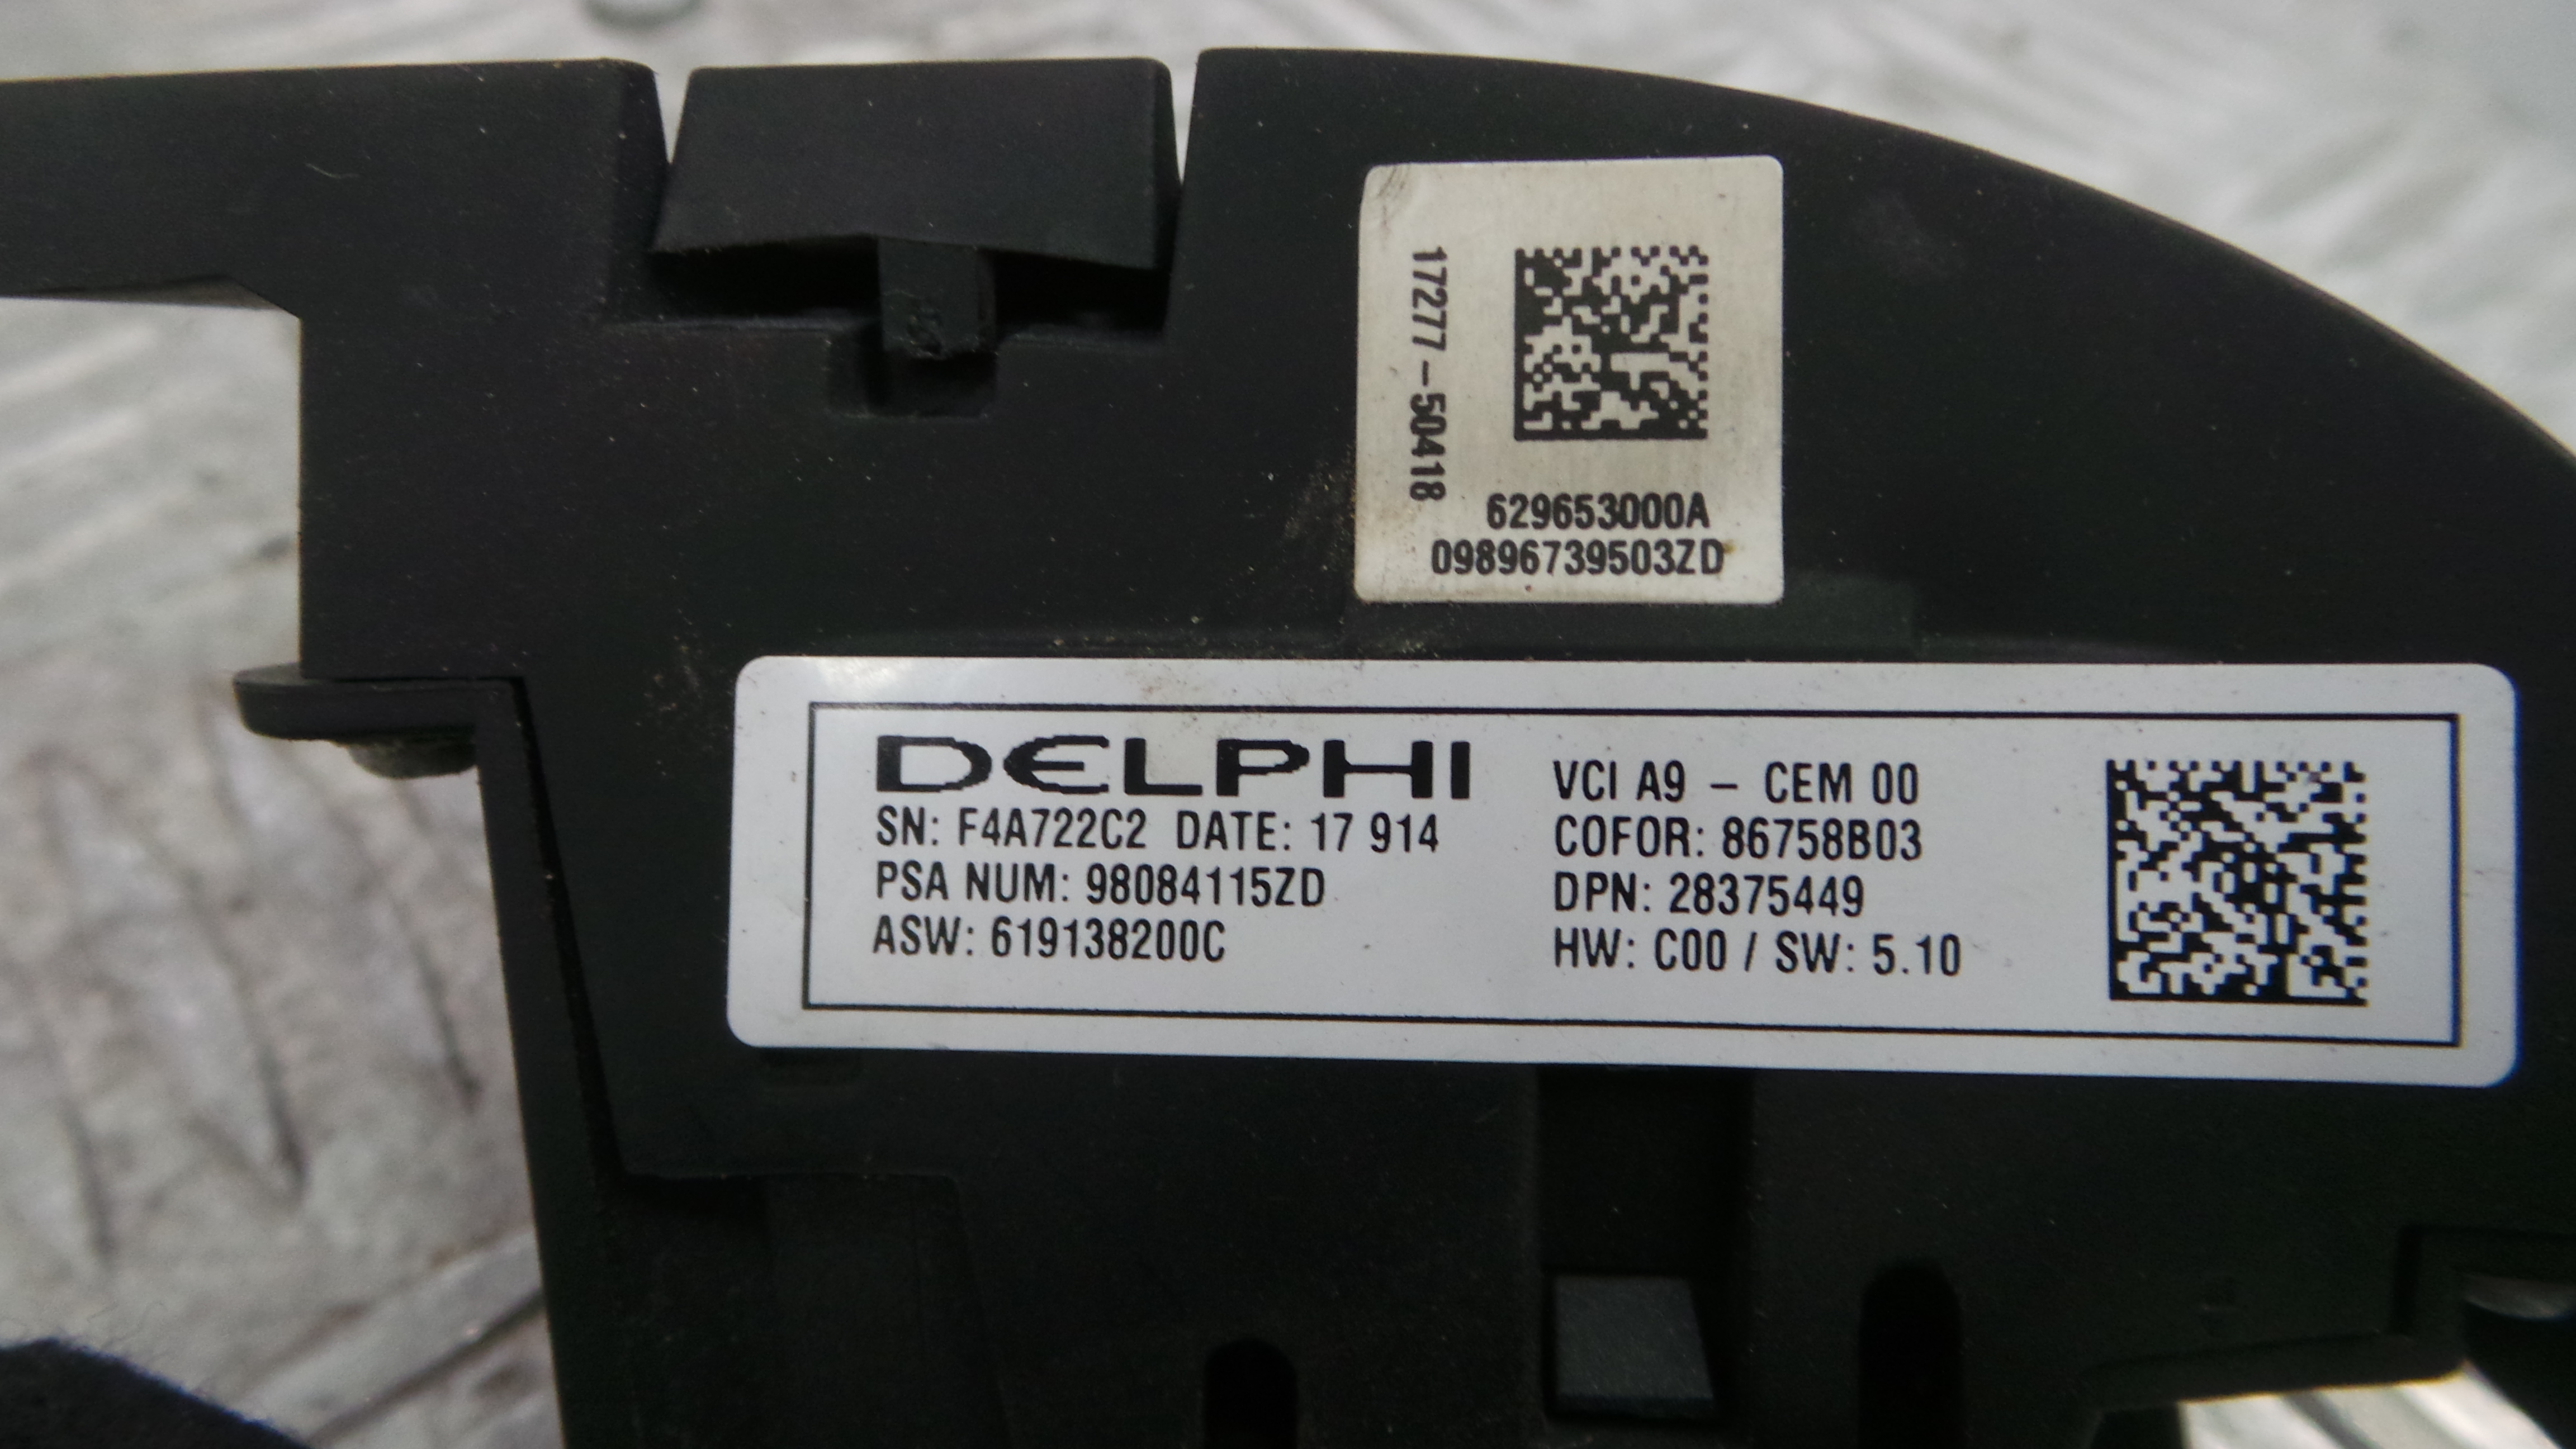 17277-50418
629653000A
09896739503ZD
DELPHI
SN: F4A722C2 DATE: 17 914
PSA NUM: 98084115ZD
ASW: 619138200C
VCI A9 - CEM 00
COFOR: 86758B03
DPN: 28375449
HW: C00 / SW: 5.10